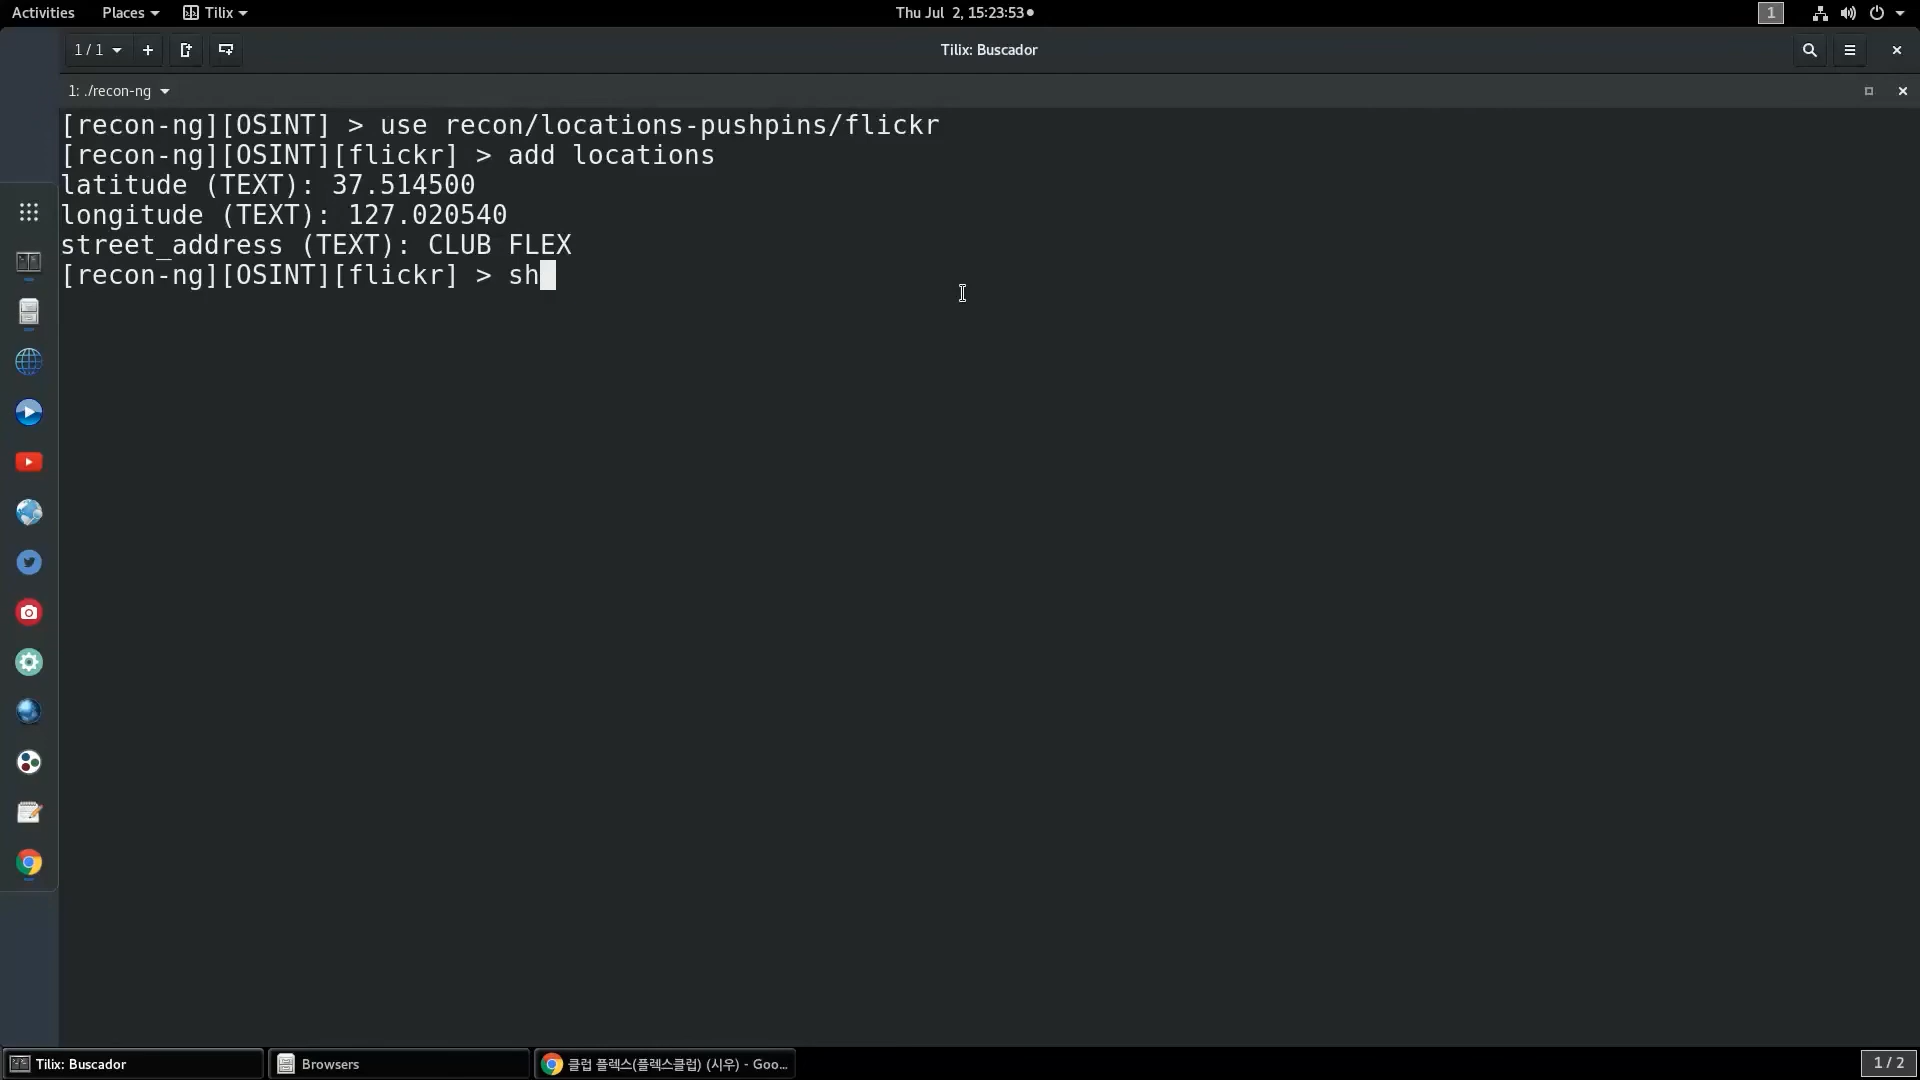 Activities Places Tilix Thu Jul 2, 15:23:53 1
1 / 1 Tilix: Buscador
1: ./recon-ng
[recon-ng][OSINT] > use recon/locations-pushpins/flickr
[recon-ng][OSINT][flickr] > add locations
latitude (TEXT): 37.514500
longitude (TEXT): 127.020540
street_address (TEXT): CLUB FLEX
[recon-ng][OSINT][flickr] > sh
Tilix: Buscador Browsers 클럽 플렉스(플렉스클럽) (시우) - Goo... 1 / 2